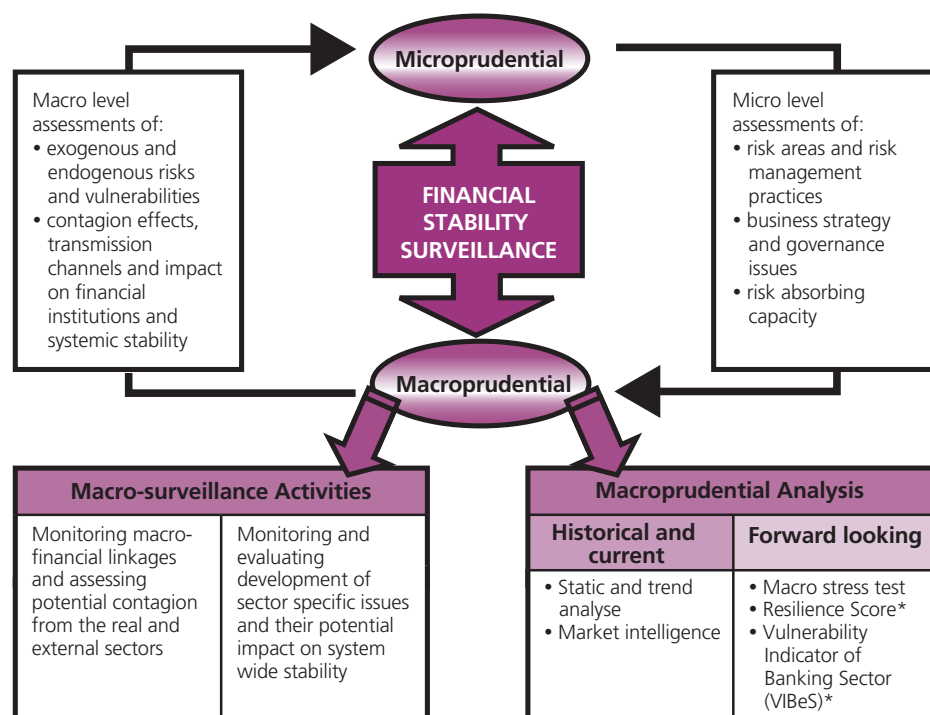 Microprudential
Macro level
assessments of:
• exogenous and
endogenous risks
and vulnerabilities
• contagion effects,
transmission
channels and impact
on financial
institutions and
systemic stability
FINANCIAL
STABILITY
SURVEILLANCE
Micro level
assessments of:
• risk areas and risk
management
practices
• business strategy
and governance
issues
• risk absorbing
capacity
Macroprudential
Macro-surveillance Activities
Monitoring macro-
financial linkages
and assessing
potential contagion
from the real and
external sectors
Monitoring and
evaluating
development of
sector specific issues
and their potential
impact on system
wide stability
Macroprudential Analysis
Historical and
current
• Static and trend
analyse
• Market intelligence
Forward looking
• Macro stress test
• Resilience Score*
• Vulnerability
Indicator of
Banking Sector
(VIBeS)*